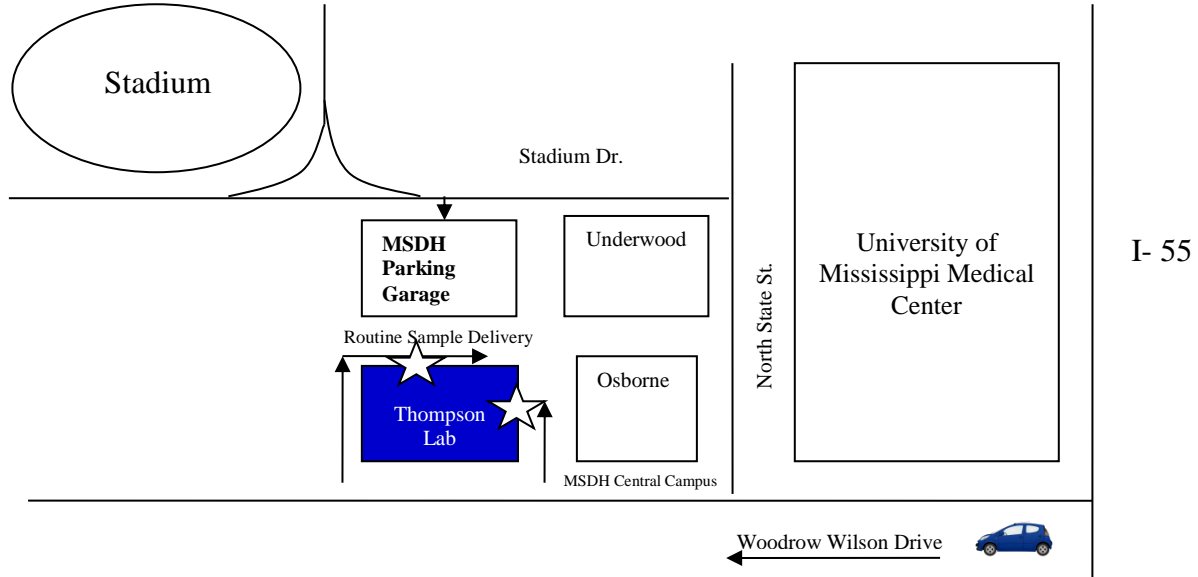 Stadium
Stadium Dr.
MSDH
Parking
Garage
Underwood
University of
Mississippi Medical
Center
I- 55
North State St.
Routine Sample Delivery
Thompson
Lab
Osborne
MSDH Central Campus
Woodrow Wilson Drive